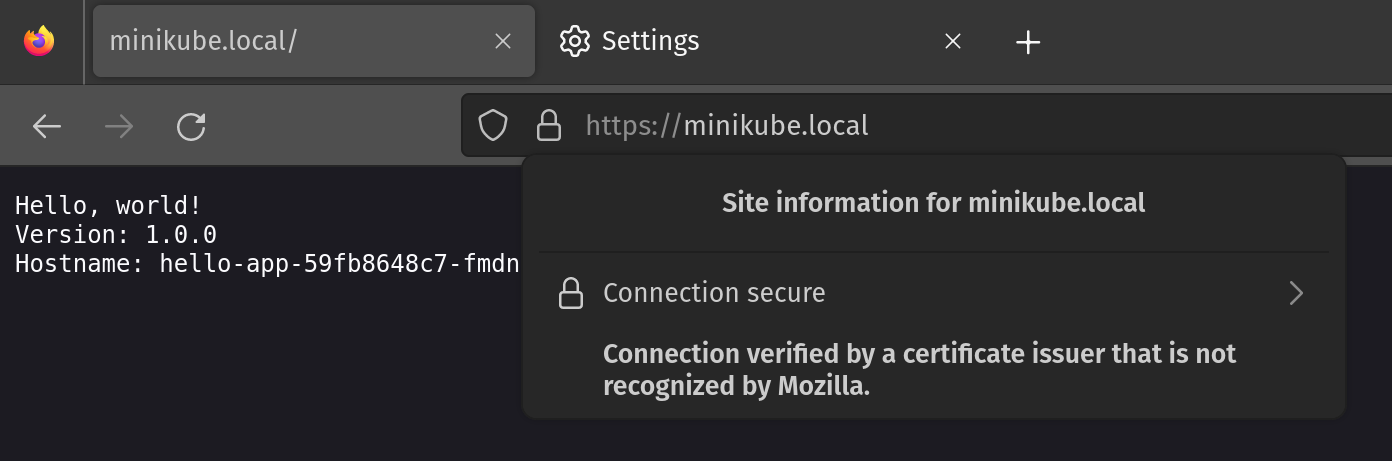 minikube.local/
Settings
https://minikube.local
Site information for minikube.local
Hello, world!
Version: 1.0.0
Hostname: hello-app-59fb8648c7-fmdn
Connection secure
Connection verified by a certificate issuer that is not
recognized by Mozilla.